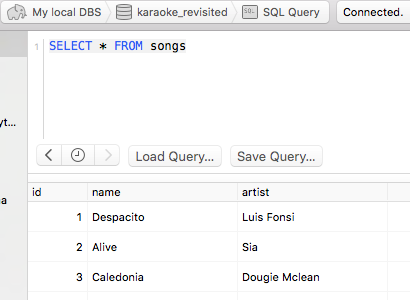 My local DBS karaoke_revisited SQL Query Connected.
1 SELECT * FROM songs
yt...
Load Query... Save Query...
id name artist
1 Despacito Luis Fonsi
a
2 Alive Sia
3 Caledonia Dougie Mclean